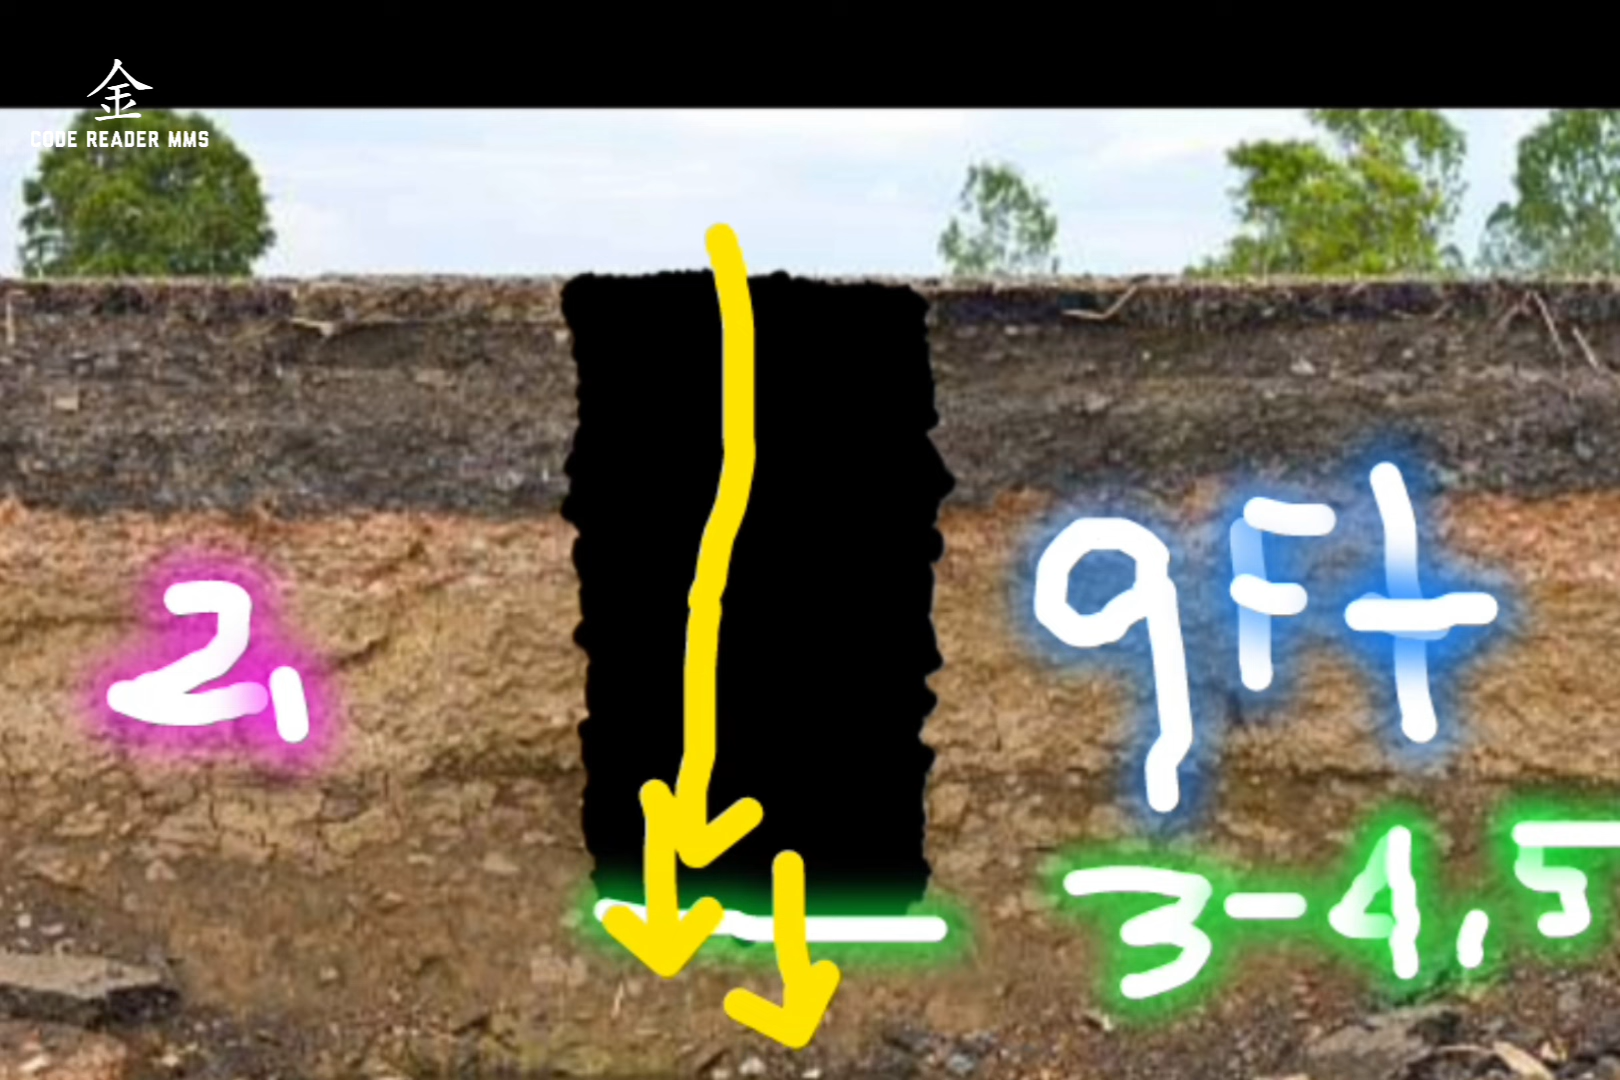 金
CODE READER MMS
2,
9Ft
3-4,5